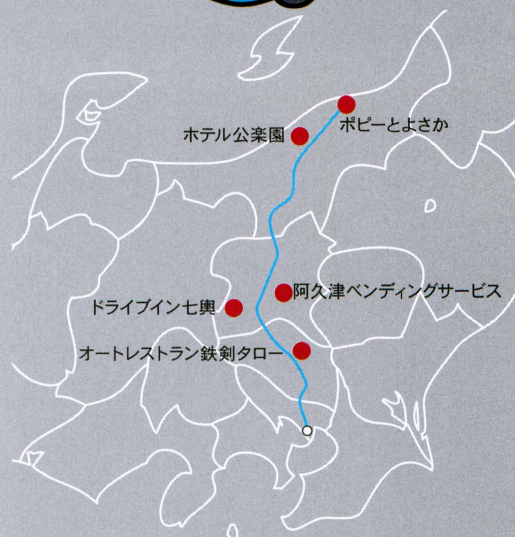 ポピーとよさか
ホテル公楽園
阿久津ベンディングサービス
ドライブイン七輿
オートレストラン鉄剣タロー